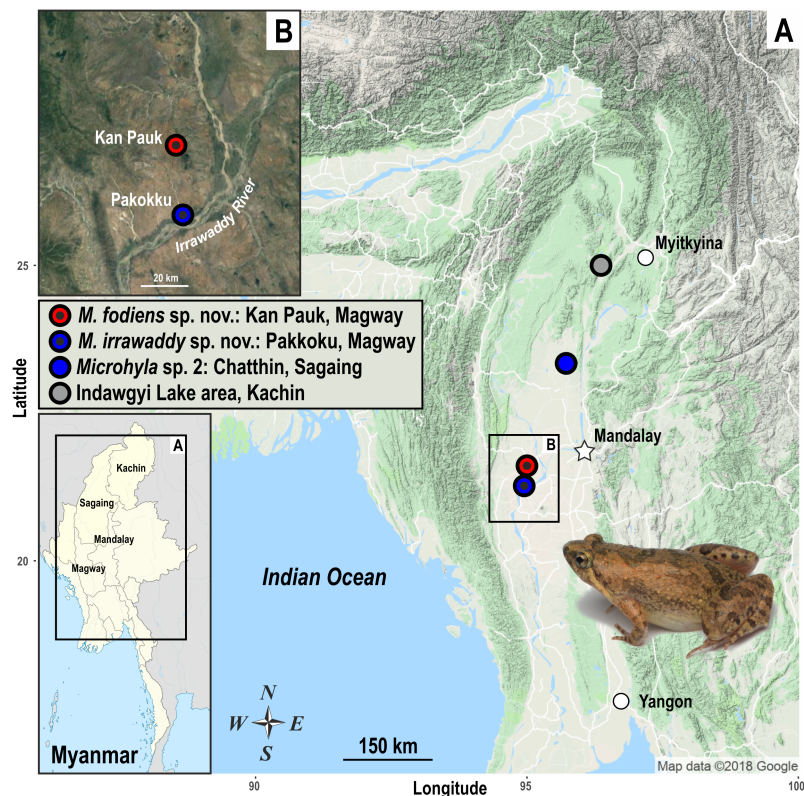 B
Kan Pauk
Pakokku
Irrawaddy River
20 km
A
Myitkyina
25
M. fodiens sp. nov.: Kan Pauk, Magway
M. irrawaddy sp. nov.: Pakkoku, Magway
Microhyla sp. 2: Chatthin, Sagaing
Indawgyi Lake area, Kachin
Latitude
Mandalay
B
A
Kachin
Sagaing
Mandalay
Magway
20
Indian Ocean
N
W E
S
Myanmar
150 km
Yangon
Map data ©2018 Google
90
Longitude
95
100